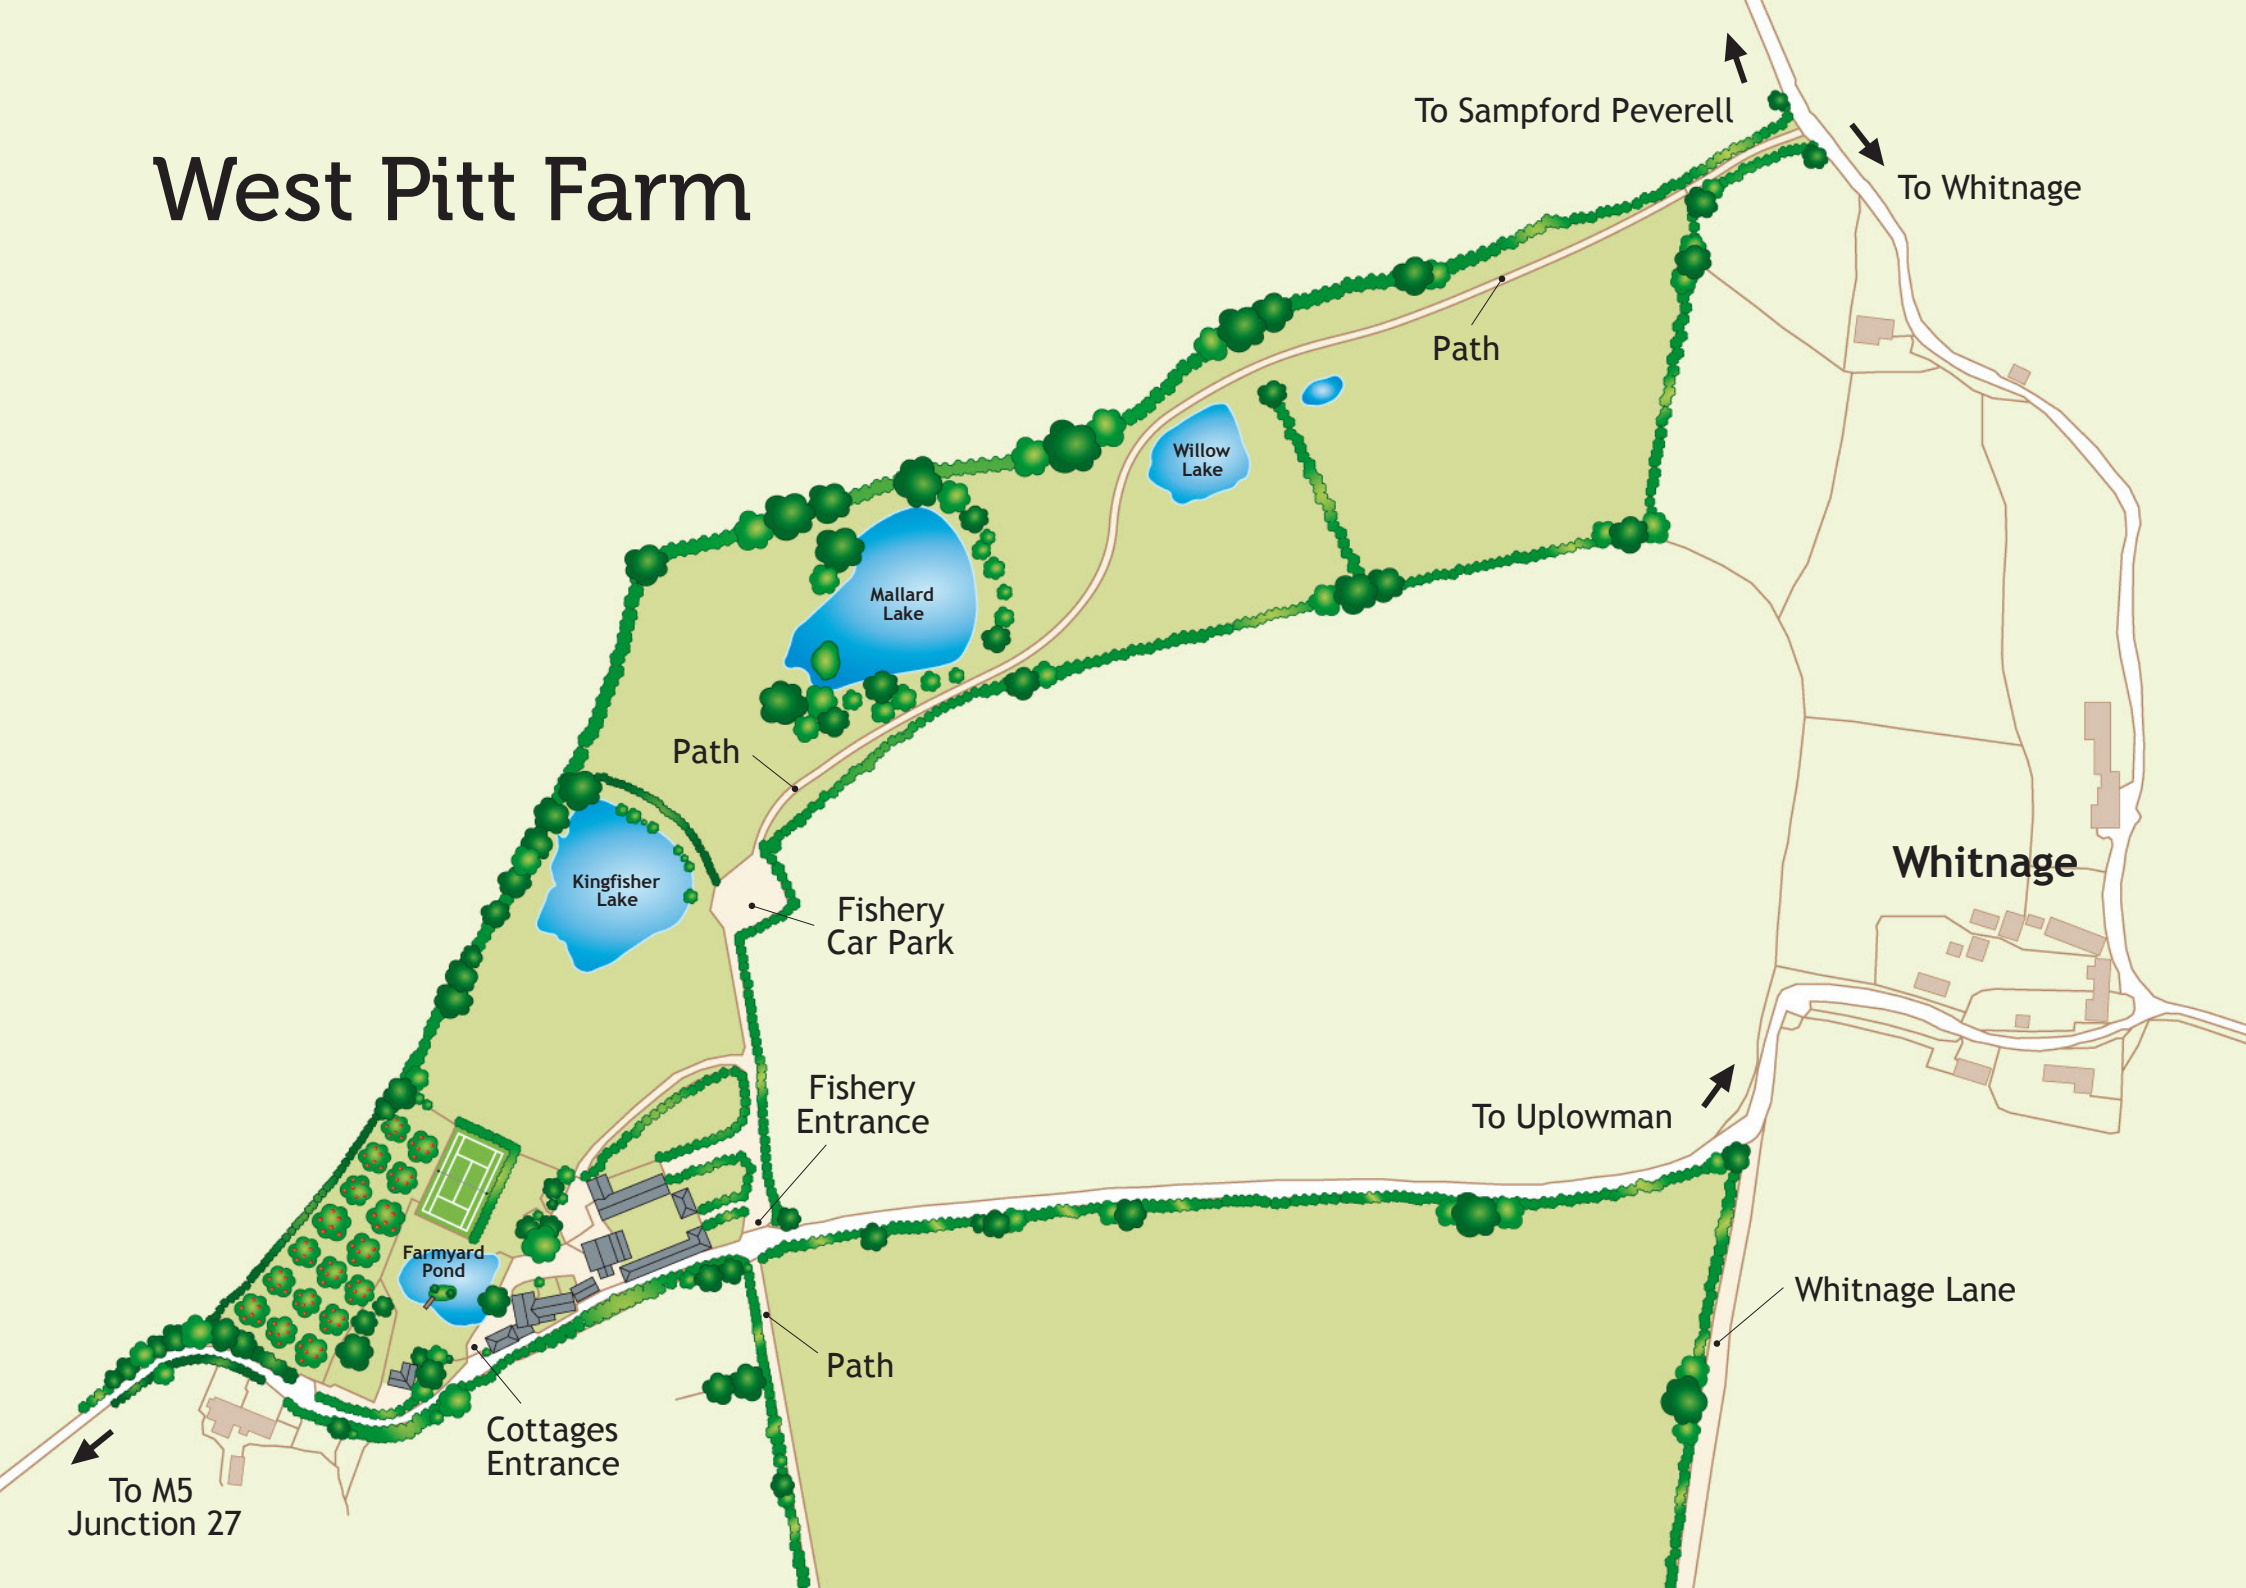 West Pitt Farm
To Sampford Peverell
To Whitnage
Path
Willow
Lake
Mallard
Lake
Path
Kingfisher
Lake
Fishery
Car Park
Whitnage
Fishery
Entrance
To Uplowman
Farmyard
Pond
Whitnage Lane
Path
Cottages
Entrance
To M5
Junction 27